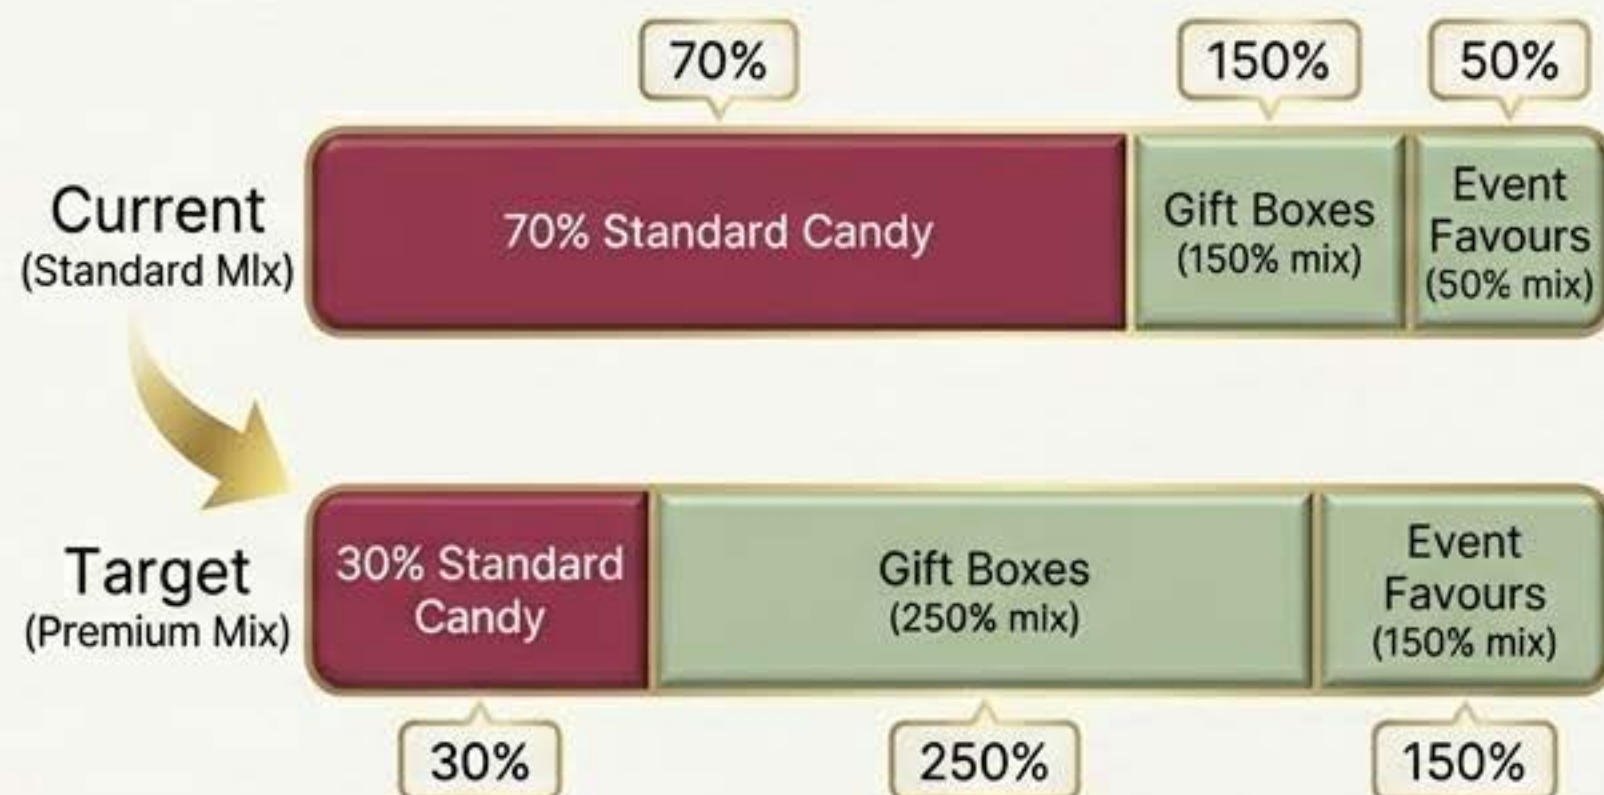 70%
150%
50%
Current
(Standard MIx)
70% Standard Candy
Gift Boxes
(150% mix)
Event
Favours
(50% mix)
Target
(Premium Mix)
30% Standard
Candy
Gift Boxes
(250% mix)
Event
Favours
(150% mix)
30%
250%
150%